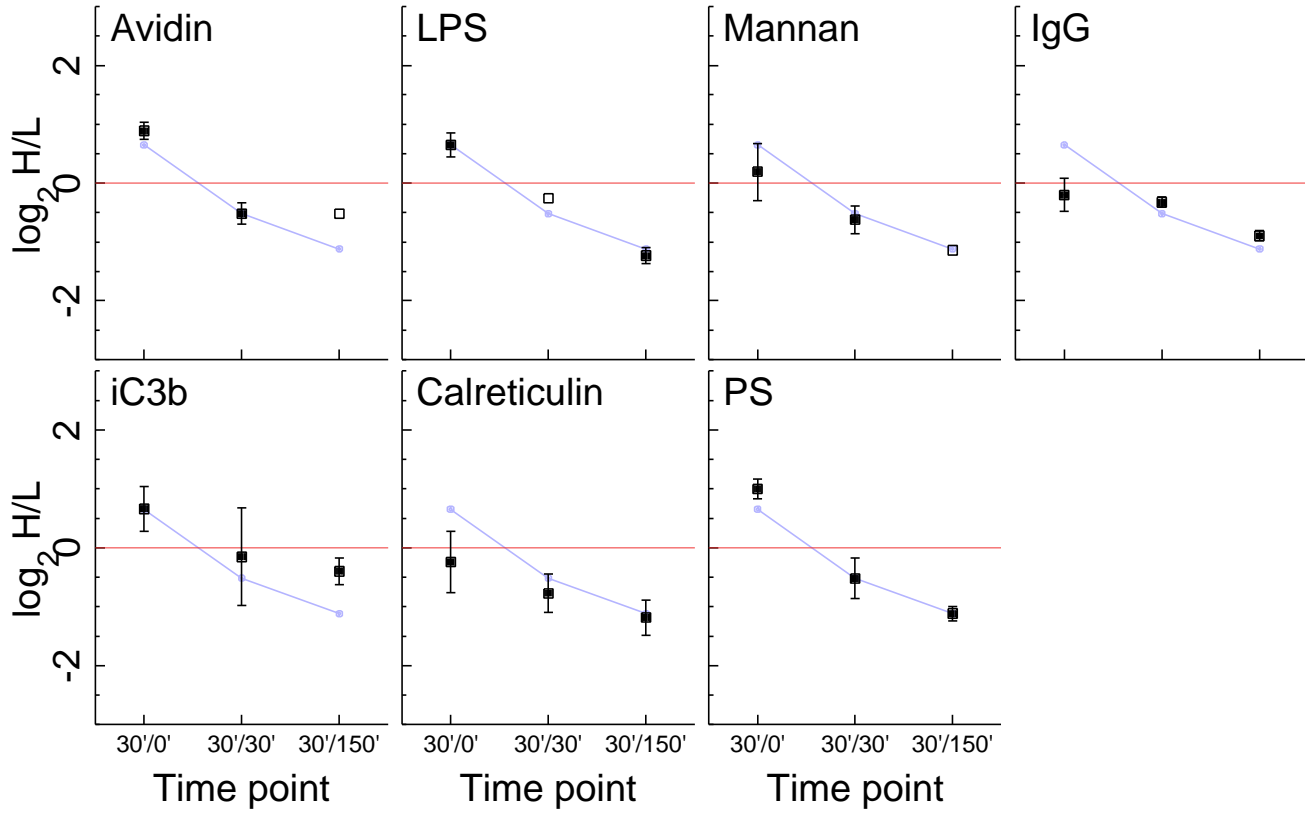 Avidin LPS Mannan IgG
2
0
-2
log2 H/L
iC3b Calreticulin PS
2
0
-2
log2 H/L
30'/0' 30'/30' 30'/150' 30'/0' 30'/30' 30'/150' 30'/0' 30'/30' 30'/150'
Time point Time point Time point